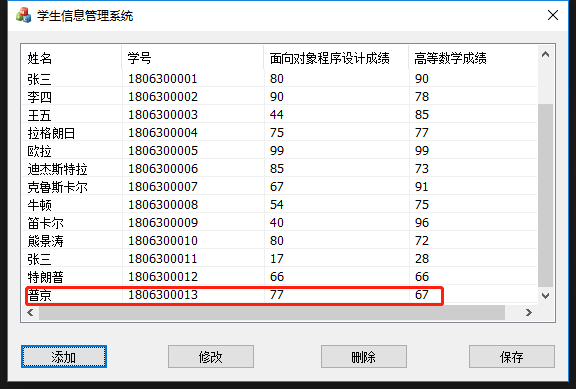 学生信息管理系统
姓名 学号 面向对象程序设计成绩 高等数学成绩
张三 1806300001 80 90
李四 1806300002 90 78
王五 1806300003 44 85
拉格朗日 1806300004 75 77
欧拉 1806300005 99 99
迪杰斯特拉 1806300006 85 73
克鲁斯卡尔 1806300007 67 91
牛顿 1806300008 54 75
笛卡尔 1806300009 40 96
熊景涛 1806300010 80 72
张三 1806300011 17 28
特朗普 1806300012 66 66
普京 1806300013 77 67
添加 修改 删除 保存